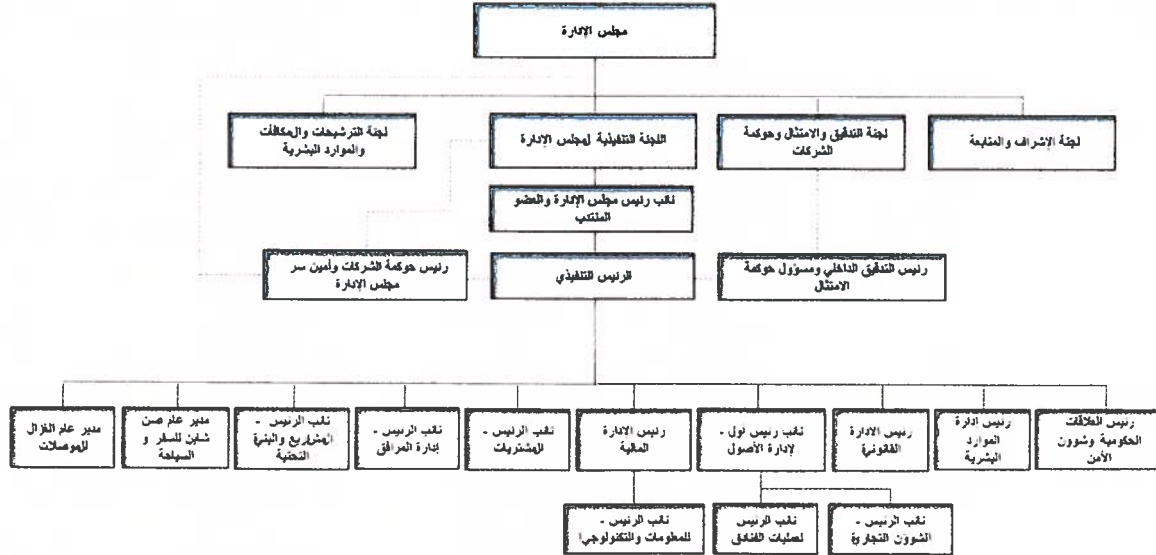 مجلس الإدارة
لجنة الإشراف والمتابعة
لجنة التدقيق والامتثال وحوكمة
الشركات
اللجنة التنفيذية لمجلس الإدارة
لجنة الترشيحات والمكافآت
والموارد البشرية
نائب رئيس مجلس الإدارة والعضو
المنتدب
رئيس التدقيق الداخلي ومسؤول حوكمة
الامتثال
الرئيس التنفيذي
رئيس حوكمة الشركات وأمين سر
مجلس الإدارة
رئيس العلاقات
الحكومية وشؤون
الأمن
رئيس إدارة
الموارد
البشرية
رئيس الادارة
القانونية
نائب رئيس أول -
لإدارة الأصول
رئيس الادارة
المالية
نائب الرئيس -
للمشتريات
نائب الرئيس -
إدارة المرافق
نائب الرئيس -
المشاريع والبنية
التحتية
مدير عام صن
شاين للسفر و
السياحة
مدير عام الغزال
للموصلات
نائب الرئيس -
الشؤون التجارية
نائب الرئيس
لعمليات الفنادق
نائب الرئيس -
للمعلومات والتكنولوجيا